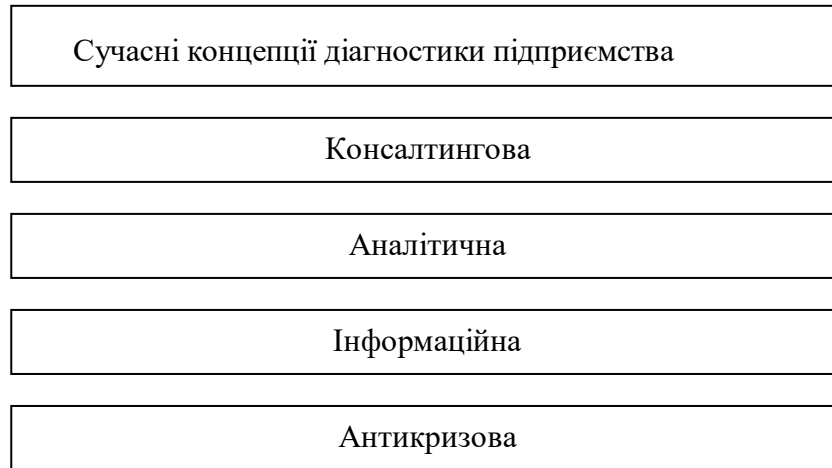 Сучасні концепції діагностики підприємства
Консалтингова
Аналітична
Інформаційна
Антикризова